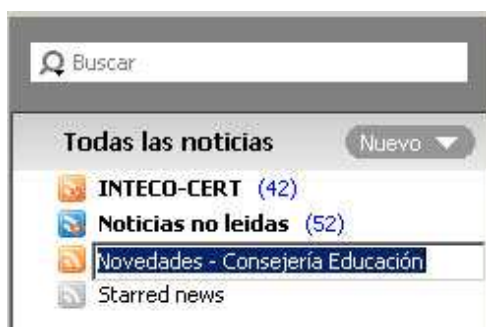 Buscar
Todas las noticias Nuevo
INTECO-CERT (42)
Noticias no leidas (52)
Novedades - Consejería Educación
Starred news